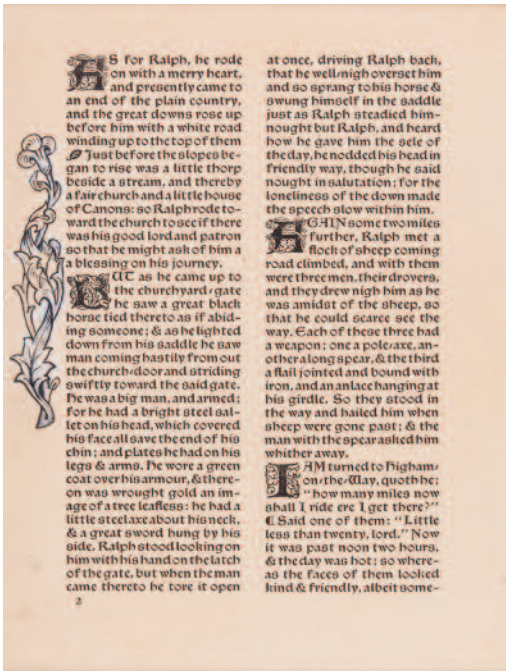 AS for Ralph, he rode
on with a merry heart,
and presently came to
an end of the plain country,
and the great downs rose up
before him with a white road
winding up to the top of them
Just before the slopes be-
gan to rise was a little thorp
beside a stream, and thereby
a fair church and a little house
of Canons: so Ralph rode to-
ward the church to see if there
was his good lord and patron
so that he might ask of him a
a blessing on his journey.
BUT as he came up to
the churchyard-gate
he saw a great black
horse tied thereto as if abid-
ing someone; & as he lighted
down from his saddle he saw
man coming hastily from out
the church-door and striding
swiftly toward the said gate.
He was a big man, and armed;
for he had a bright steel sal-
let on his head, which covered
his face all save the end of his
chin; and plates he had on his
legs & arms. He wore a green
coat over his armour, & there-
on was wrought gold an im-
age of a tree leafless: he had a
little steel axe about his neck,
& a great sword hung by his
side. Ralph stood looking on
him with his hand on the latch
of the gate, but when the man
came thereto he tore it open
2
at once, driving Ralph back,
that he well-nigh overset him
and so sprang to his horse &
swung himself in the saddle
just as Ralph steadied him-
nought but Ralph, and heard
how he gave him the sele of
the day, he nodded his head in
friendly way, though he said
nought in salutation; for the
loneliness of the down made
the speech slow within him.
AGAIN some two miles
further, Ralph met a
flock of sheep coming
road climbed, and with them
were three men, their drovers,
and they drew nigh him as he
was amidst of the sheep, so
that he could scarce see the
way. Each of these three had
a weapon; one a pole-axe, an-
other a long spear, & the third
a flail jointed and bound with
iron, and an anlace hanging at
his girdle. So they stood in
the way and hailed him when
sheep were gone past; & the
man with the spear asked him
whither away.
I AM turned to Higham-
on-the-Way, quoth he;
"how many miles now
shall I ride ere I get there?"
¶ Said one of them: "Little
less than twenty, lord." Now
it was past noon two hours,
& the day was hot; so where-
as the faces of them looked
kind & friendly, albeit some-